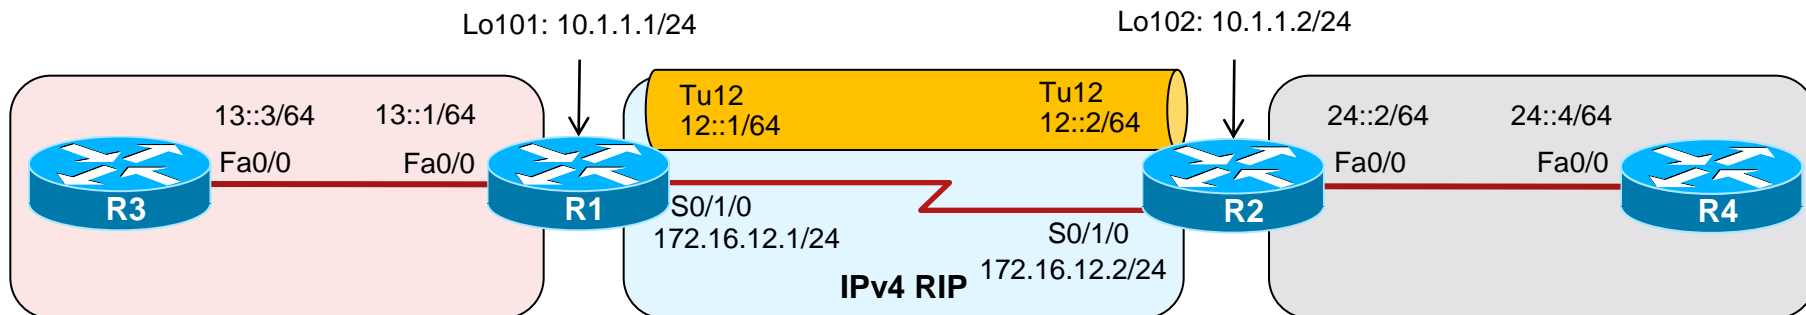 Lo101: 10.1.1.1/24
Lo102: 10.1.1.2/24
13::3/64
13::1/64
Fa0/0
Fa0/0
R3
R1
Tu12
12::1/64
Tu12
12::2/64
S0/1/0
172.16.12.1/24
S0/1/0
172.16.12.2/24
IPv4 RIP
24::2/64
24::4/64
Fa0/0
Fa0/0
R2
R4